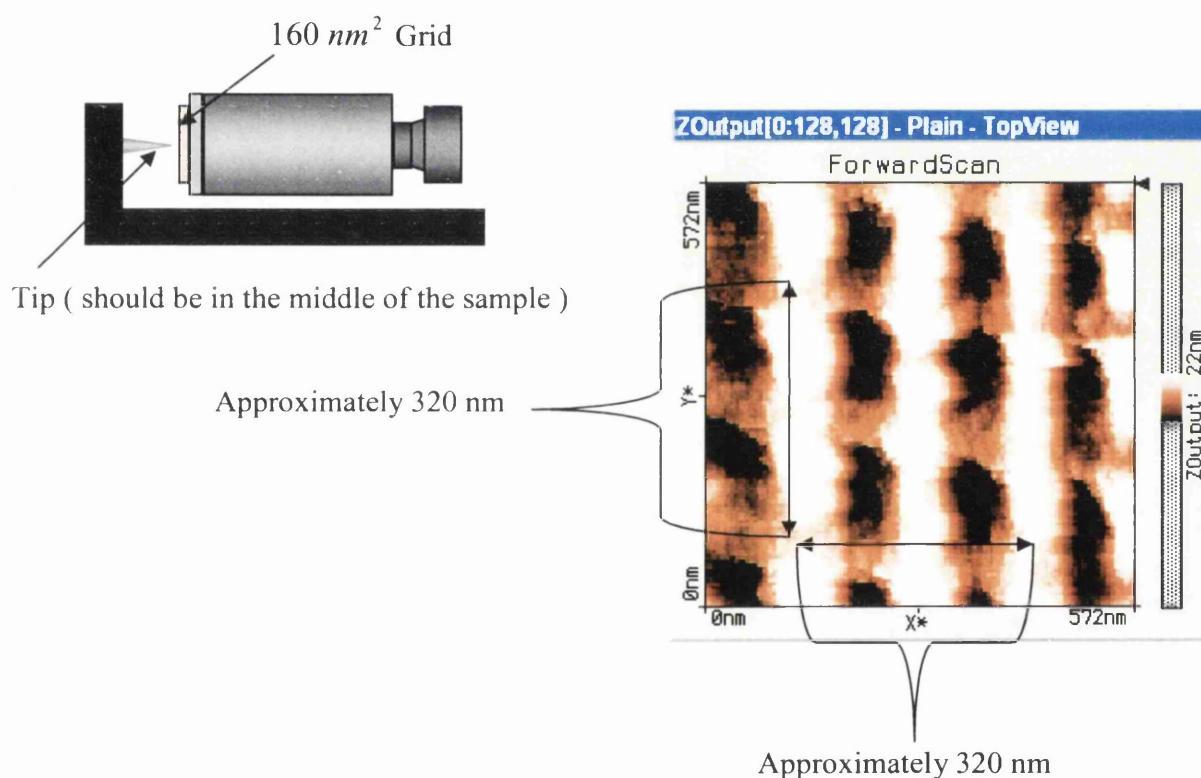 160 nm² Grid
Tip ( should be in the middle of the sample )
Approximately 320 nm
ZOutput[0:128,128] - Plain - TopView
ForwardScan
572nm
Y*
0nm
0nm
X*
572nm
ZOutput: 22nm
Approximately 320 nm